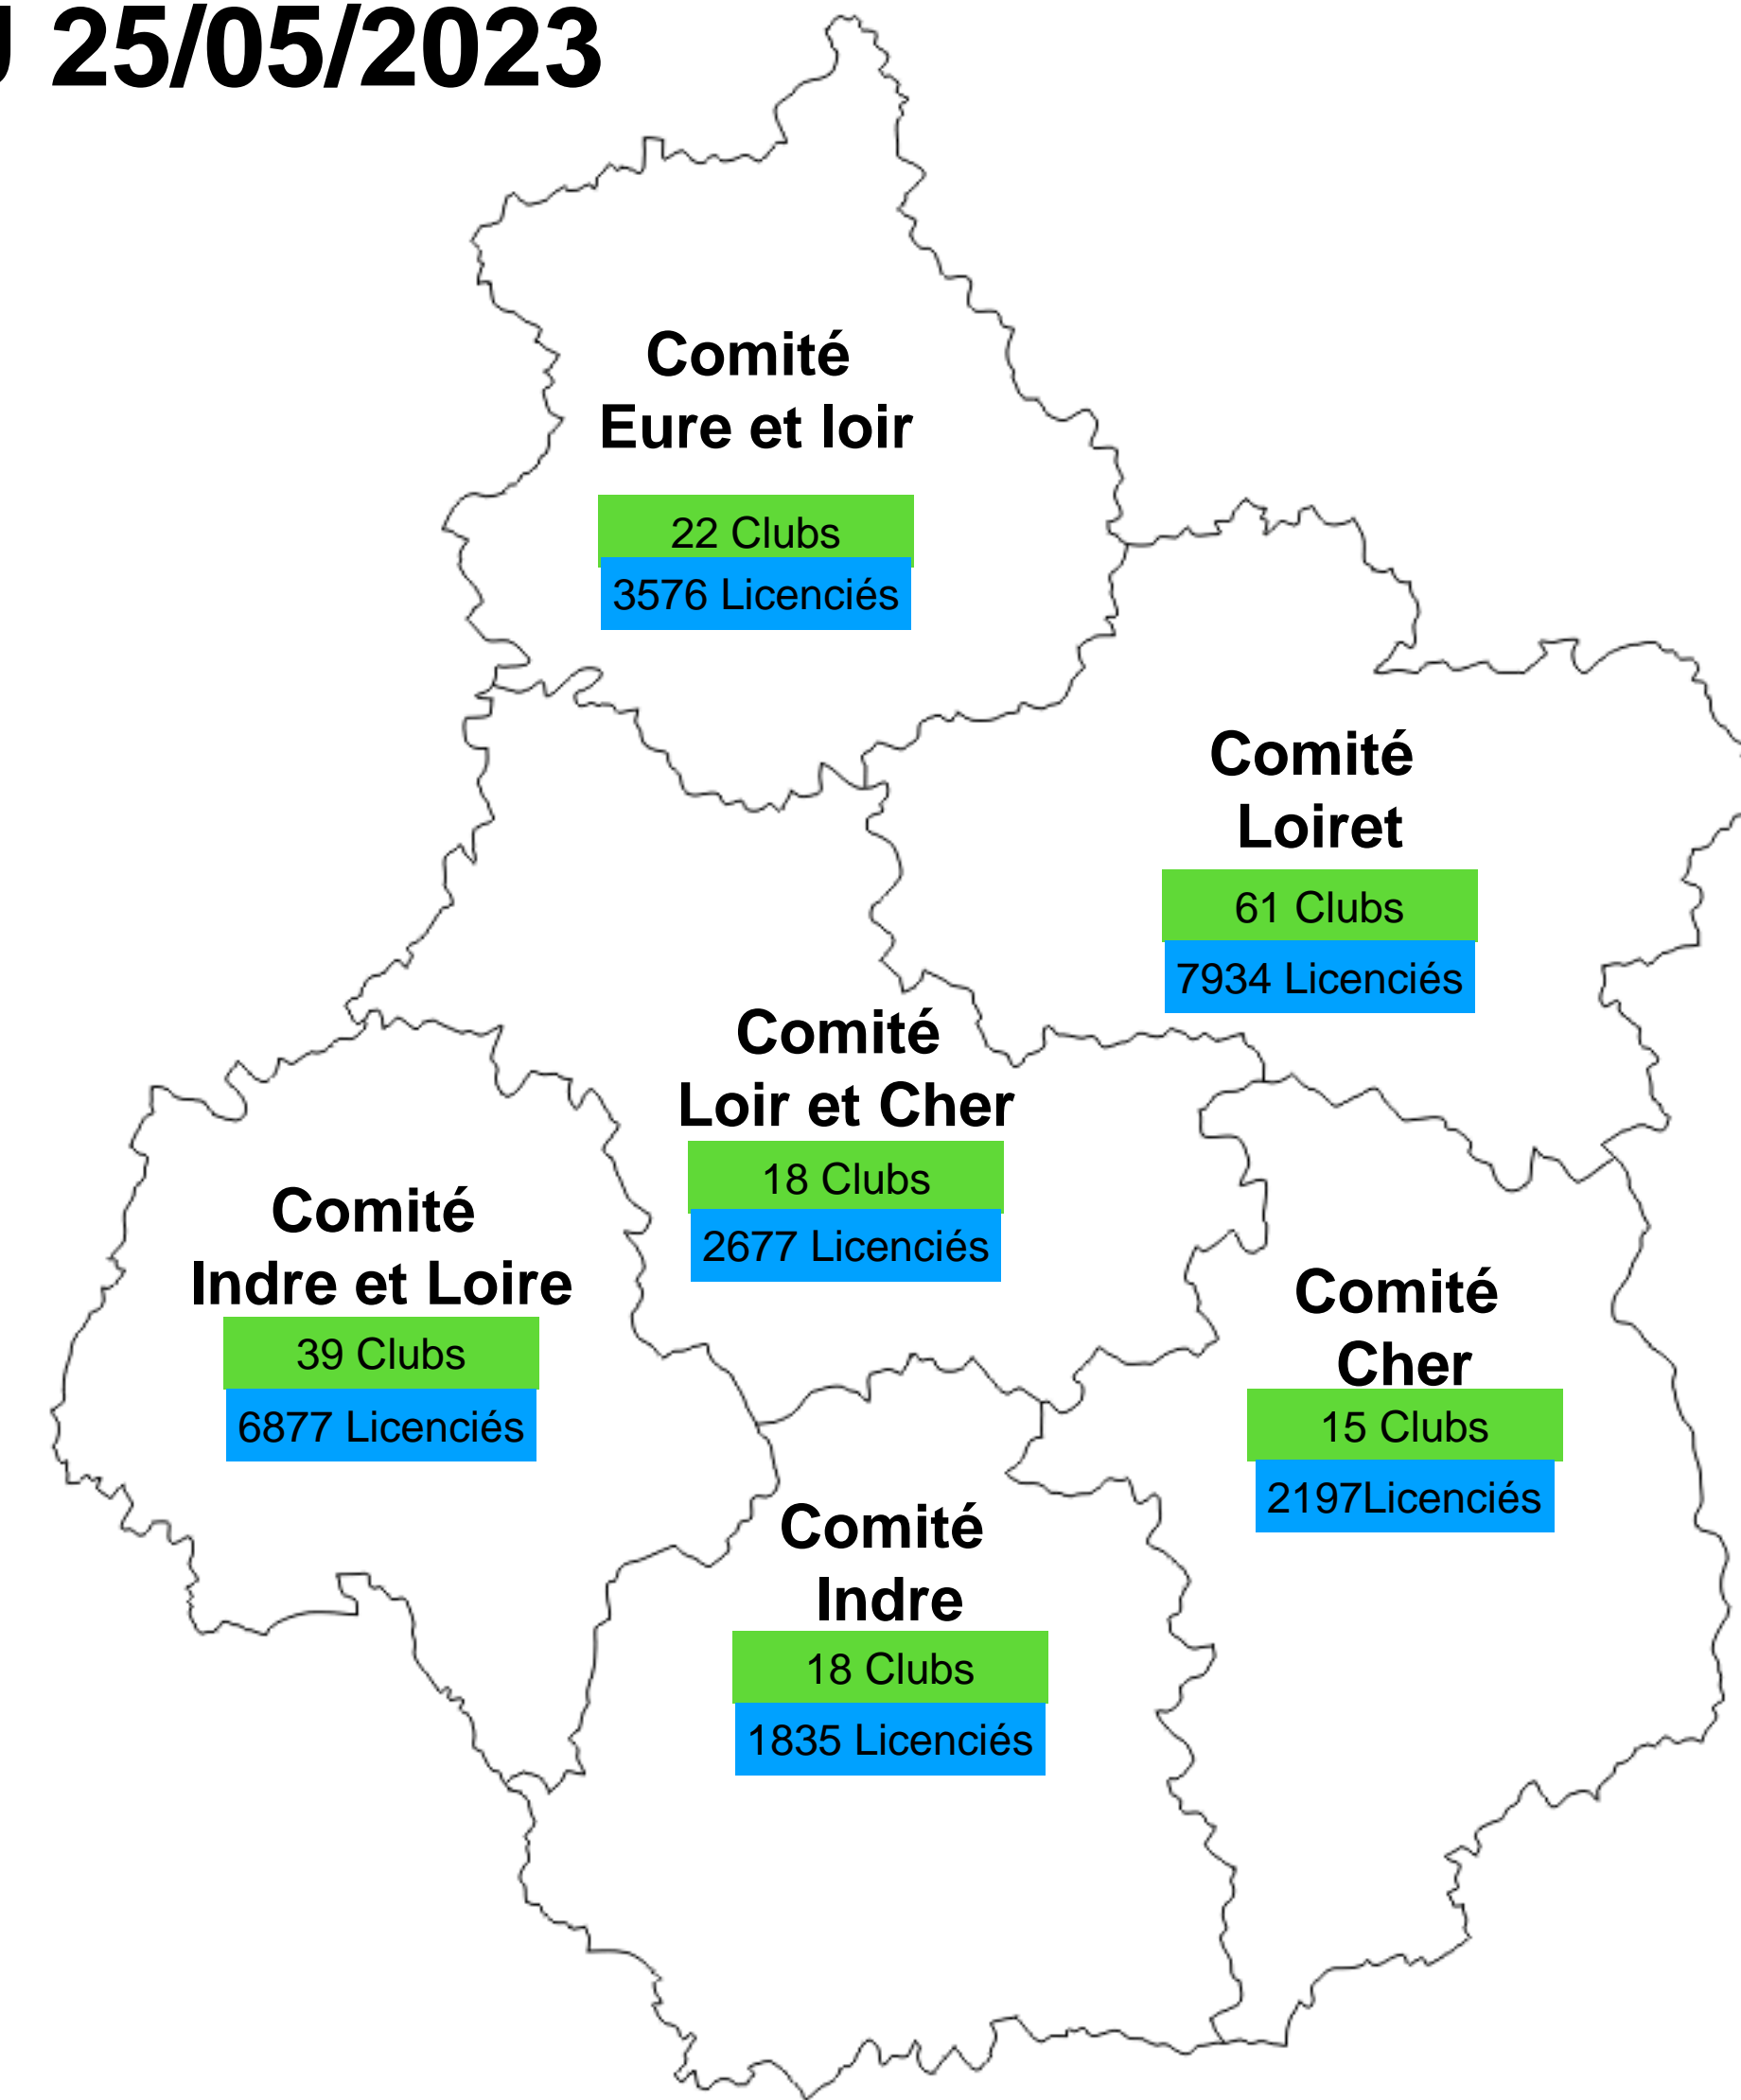 U 25/05/2023
Comité
Eure et loir
22 Clubs
3576 Licenciés
Comité
Loiret
61 Clubs
7934 Licenciés
Comité
Loir et Cher
18 Clubs
2677 Licenciés
Comité
Indre et Loire
39 Clubs
6877 Licenciés
Comité
Cher
15 Clubs
2197Licenciés
Comité
Indre
18 Clubs
1835 Licenciés